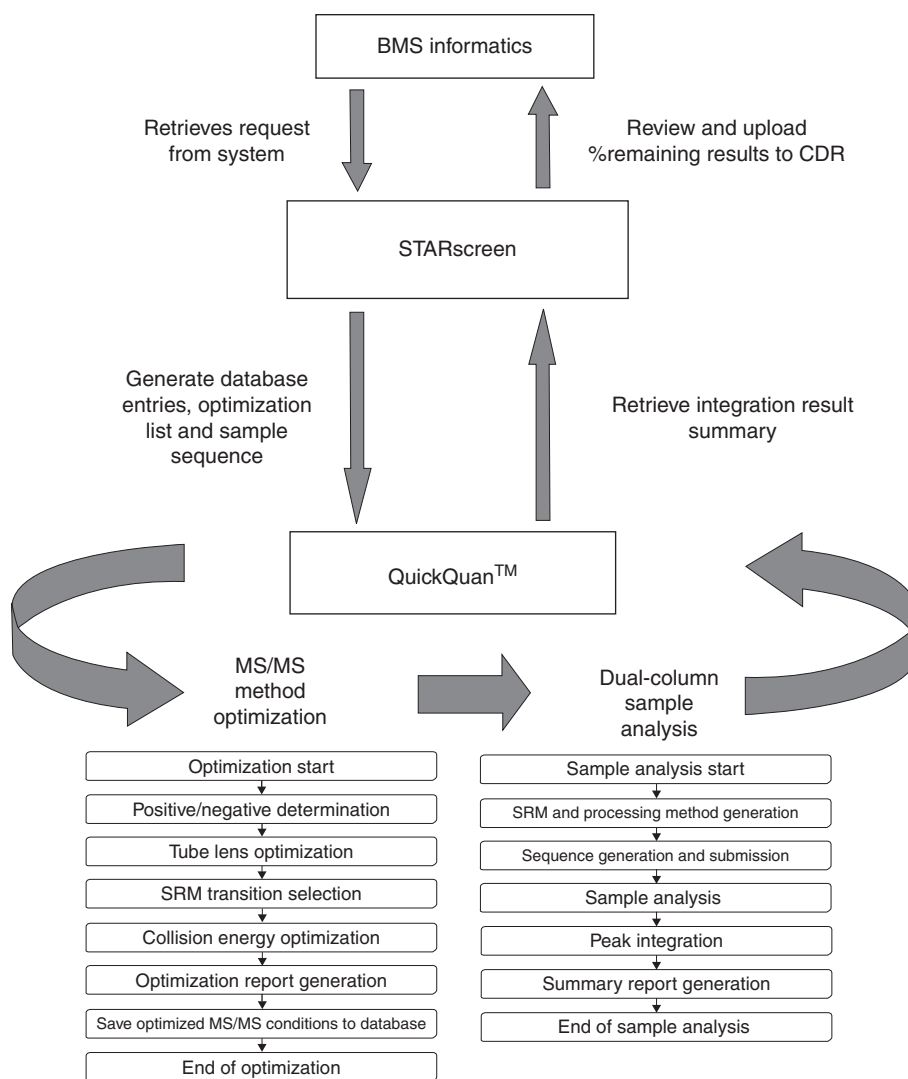 BMS informatics
Retrieves request
from system
Review and upload
%remaining results to CDR
STARscreen
Generate database
entries, optimization
list and sample
sequence
Retrieve integration result
summary
QuickQuan™
MS/MS
method
optimization
Dual-column
sample
analysis
Optimization start
Positive/negative determination
Tube lens optimization
SRM transition selection
Collision energy optimization
Optimization report generation
Save optimized MS/MS conditions to database
End of optimization
Sample analysis start
SRM and processing method generation
Sequence generation and submission
Sample analysis
Peak integration
Summary report generation
End of sample analysis